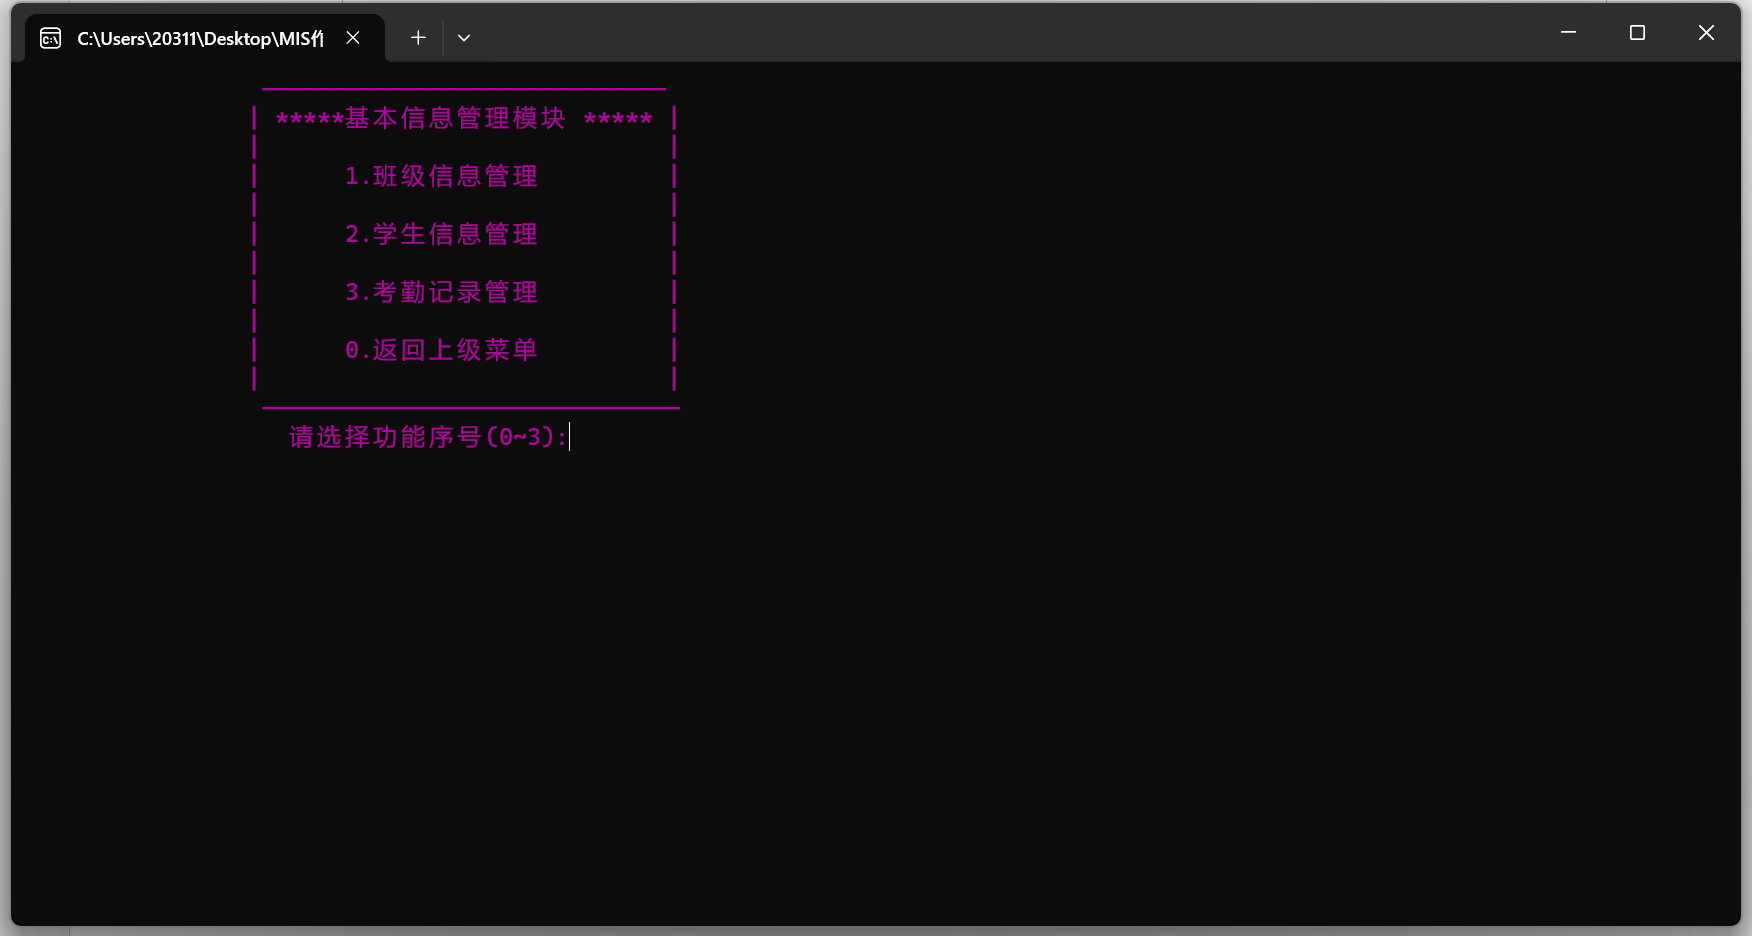 C:\Users\20311\Desktop\MIS
*****基本信息管理模块 *****
1.班级信息管理
2.学生信息管理
3.考勤记录管理
0.返回上级菜单
请选择功能序号(0~3):